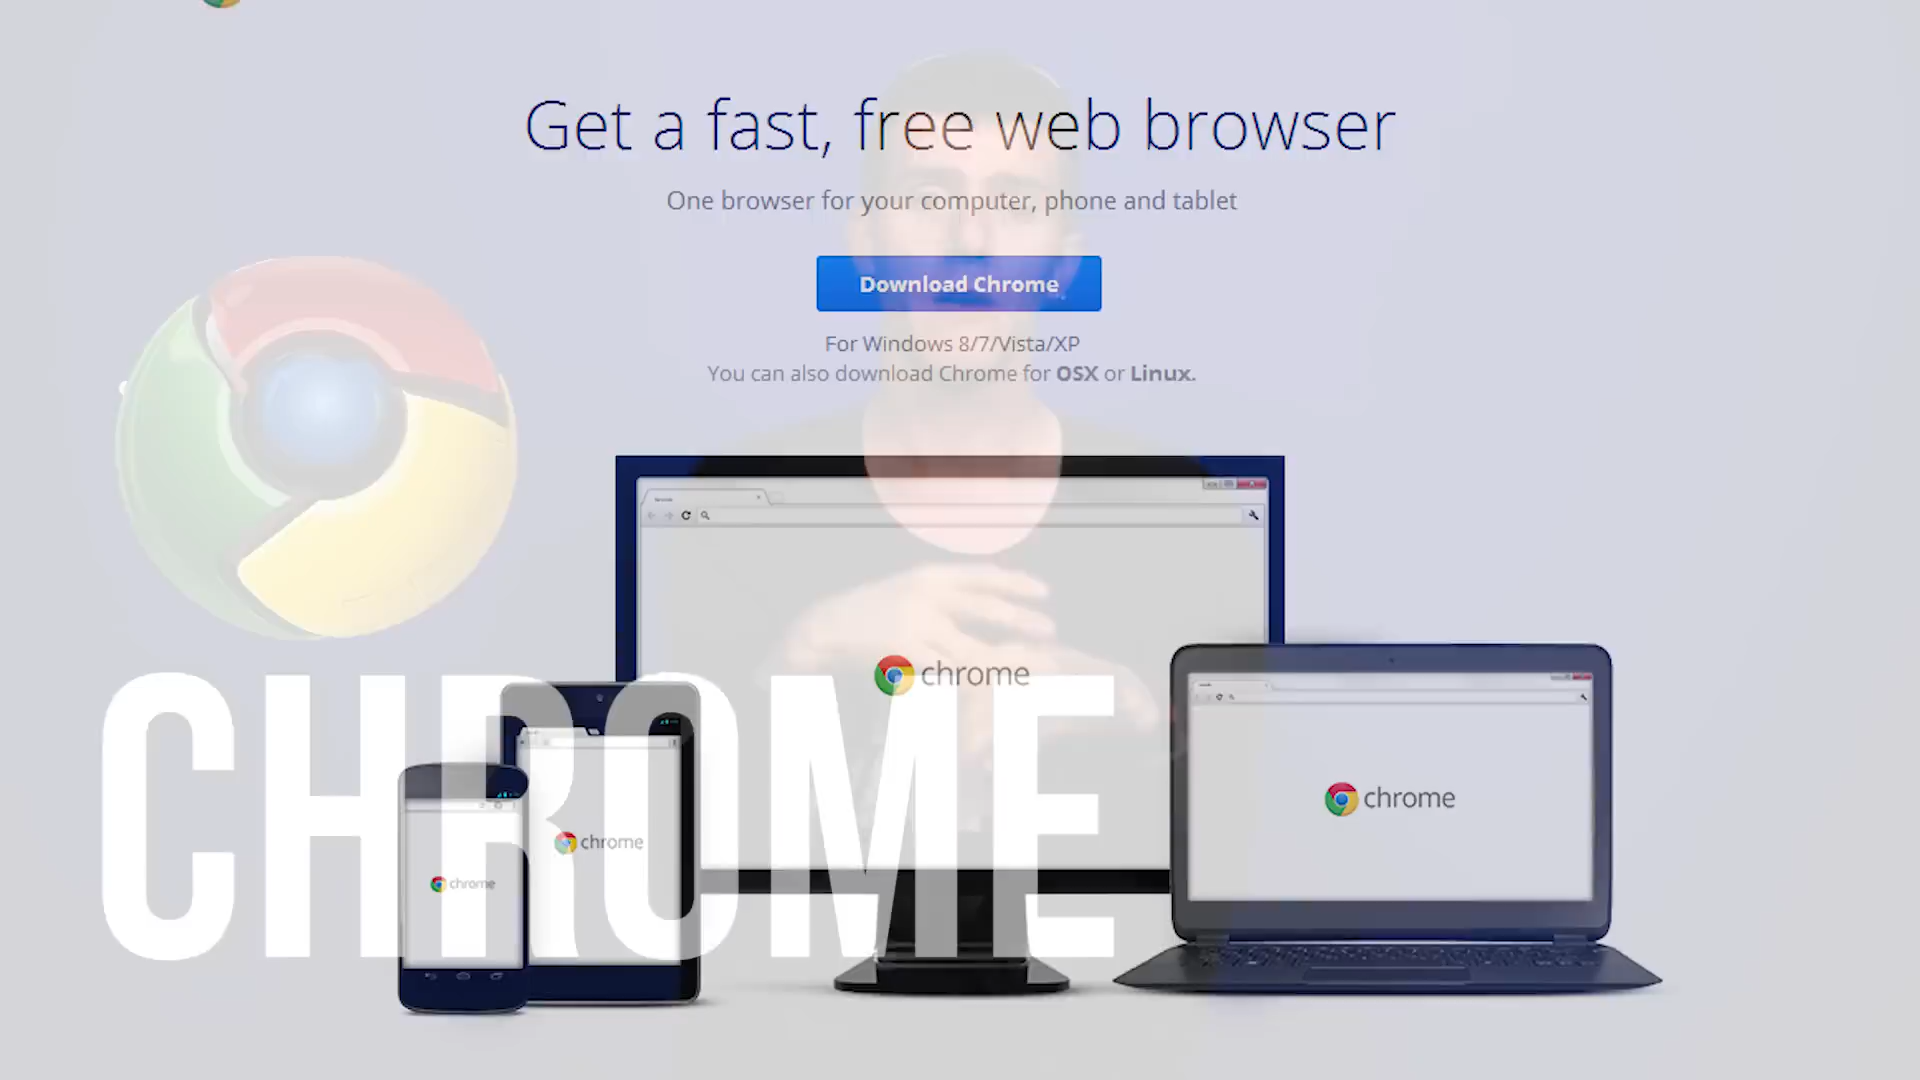 Get a fast, free web browser
One browser for your computer, phone and tablet
Download Chrome
For Windows 8/7/Vista/XP
You can also download Chrome for OSX or Linux.
chrome
chrome
chrome
chrome
CHROME